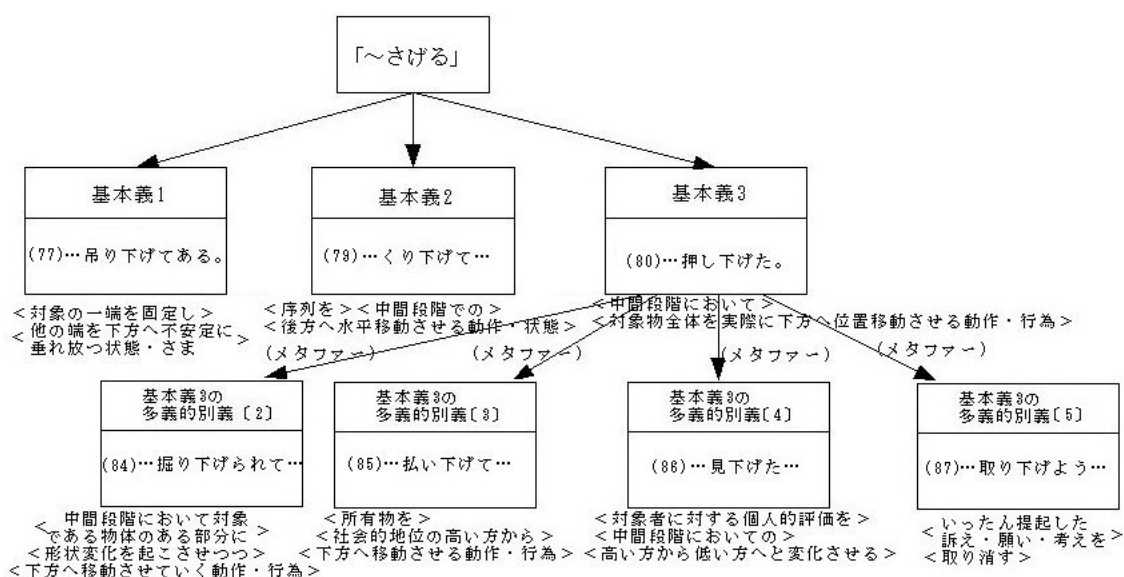 「～さげる」
基本義1
(77)…吊り下げてある。
<対象の一端を固定し>
<他の端を下方へ不安定に
垂れ放つ状態・さま>
基本義2
(79)…くり下げて…
<序列を><中間段階での>
<後方へ水平移動させる動作・状態>
基本義3
(80)…押し下げた。
<中間段階において>
<対象物全体を実際に下方へ位置移動させる動作・行為>
(メタファー)
(メタファー)
(メタファー)
(メタファー)
基本義3の
多義的別義〔2〕
(84)…掘り下げられて…
<中間段階において対象
である物体のある部分に>
<形状変化を起こさせつつ>
<下方へ移動させていく動作・行為>
基本義3の
多義的別義〔3〕
(85)…払い下げて…
<所有物を>
<社会的地位の高い方から>
<下方へ移動させる動作・行為>
基本義3の
多義的別義〔4〕
(86)…見下げた…
<対象者に対する個人的評価を>
<中間段階においての>
<高い方から低い方へと変化させる>
基本義3の
多義的別義〔5〕
(87)…取り下げよう…
<いったん提起した
訴え・願い・考えを>
<取り消す>